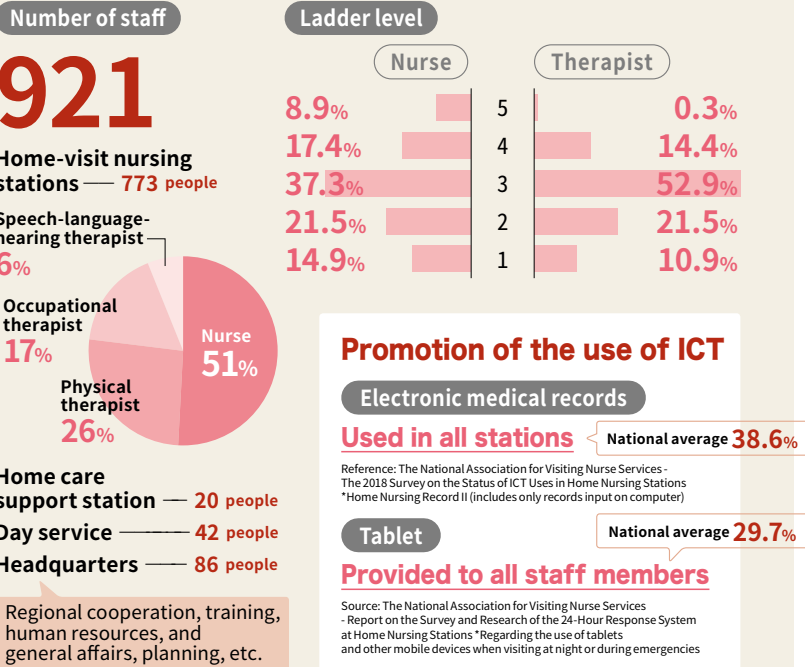 Number of staff
921
Home-visit nursing
stations 773 people
Speech-language-
hearing therapist
6%
Occupational
therapist
17%
Physical
therapist
26%
Nurse
51%
Home care
support station 20 people
Day service 42 people
Headquarters 86 people
Regional cooperation, training,
human resources, and
general affairs, planning, etc.
Ladder level
Nurse Therapist
8.9% 5 0.3%
17.4% 4 14.4%
37.3% 3 52.9%
21.5% 2 21.5%
14.9% 1 10.9%
Promotion of the use of ICT
Electronic medical records
Used in all stations
National average 38.6%
Reference: The National Association for Visiting Nurse Services -
The 2018 Survey on the Status of ICT Uses in Home Nursing Stations
*Home Nursing Record II (includes only records input on computer)
Tablet
National average 29.7%
Provided to all staff members
Source: The National Association for Visiting Nurse Services
- Report on the Survey and Research of the 24-Hour Response System
at Home Nursing Stations *Regarding the use of tablets
and other mobile devices when visiting at night or during emergencies